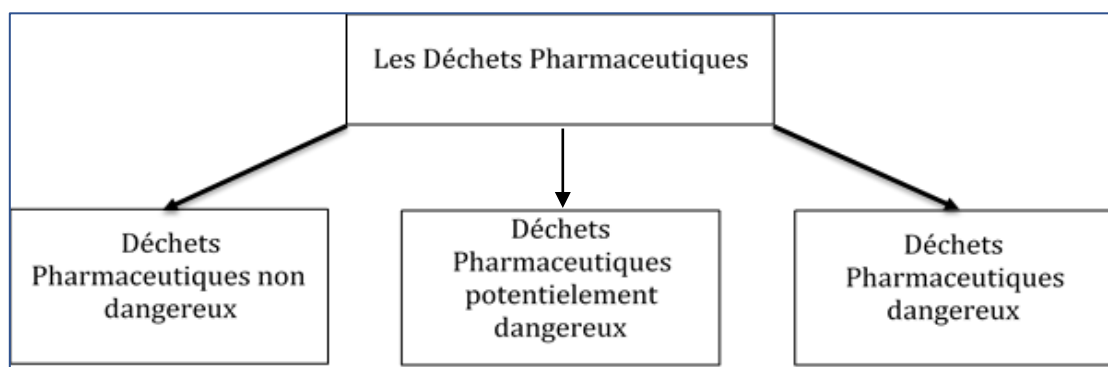 Les Déchets Pharmaceutiques
Déchets
Pharmaceutiques non
dangereux
Déchets
Pharmaceutiques
potentielement
dangereux
Déchets
Pharmaceutiques
dangereux